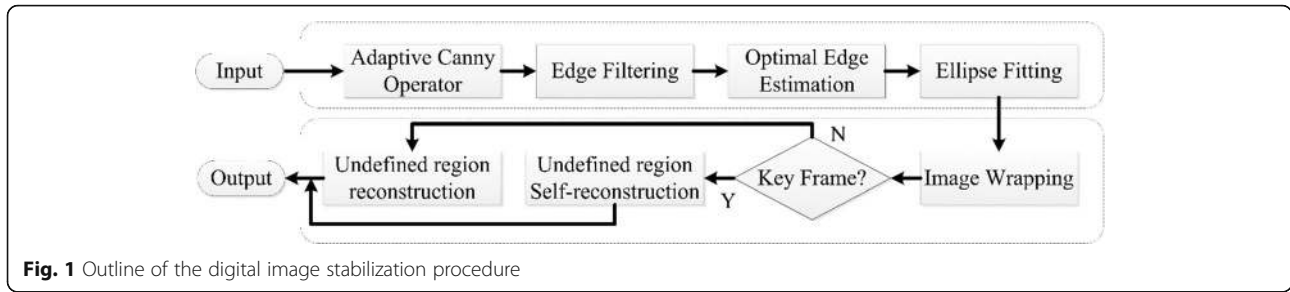 Input
Adaptive Canny
Operator
Edge Filtering
Optimal Edge
Estimation
Ellipse Fitting
Image Wrapping
Key Frame?
N
Y
Undefined region
Self-reconstruction
Undefined region
reconstruction
Output
Fig. 1 Outline of the digital image stabilization procedure